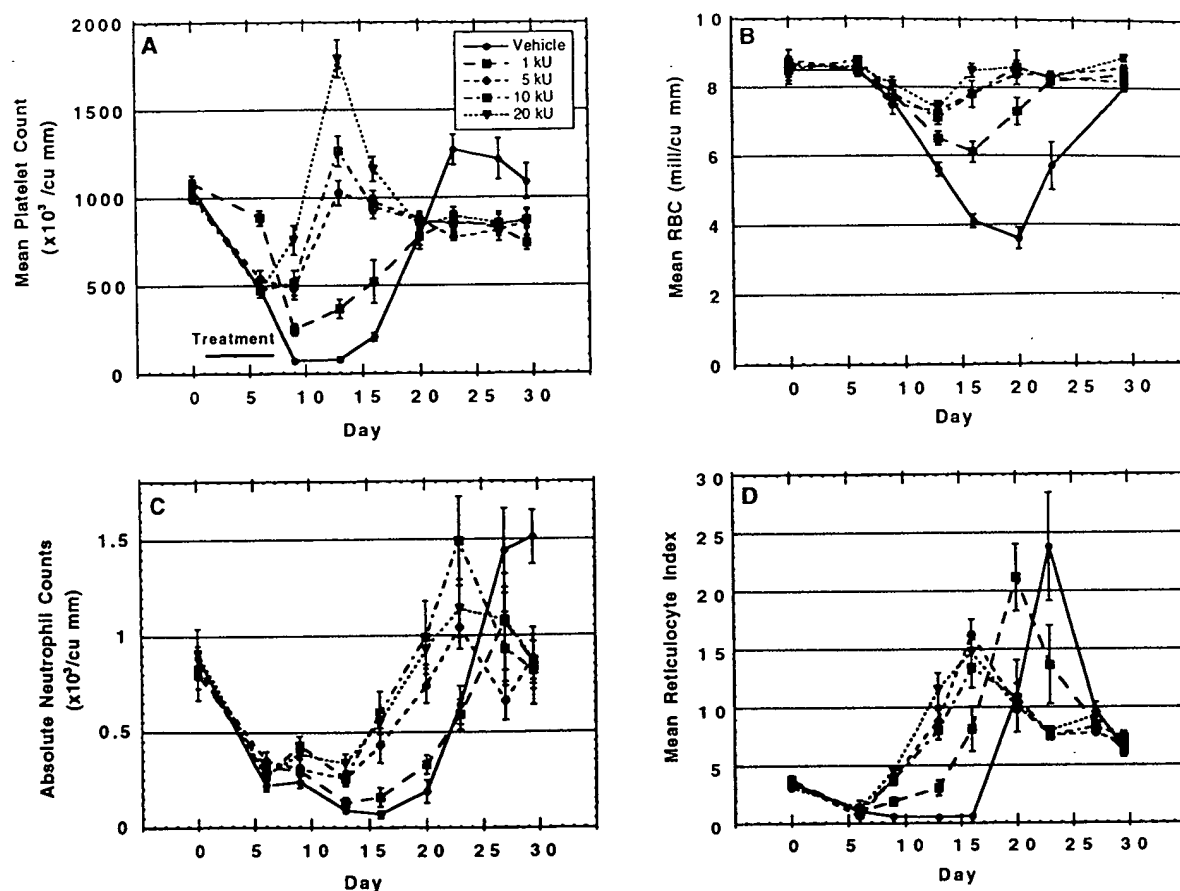 A
2000
1500
1000
500
0
Mean Platelet Count
(x10³ /cu mm)
Vehicle
1 kU
5 kU
10 kU
20 kU
Treatment
0 5 10 15 20 25 30
Day
B
10
8
6
4
2
0
Mean RBC (mill/cu mm)
0 5 10 15 20 25 30
Day
C
1.5
1
0.5
0
Absolute Neutrophil Counts
(x10³/cu mm)
0 5 10 15 20 25 30
Day
D
30
25
20
15
10
5
0
Mean Reticulocyte Index
0 5 10 15 20 25 30
Day